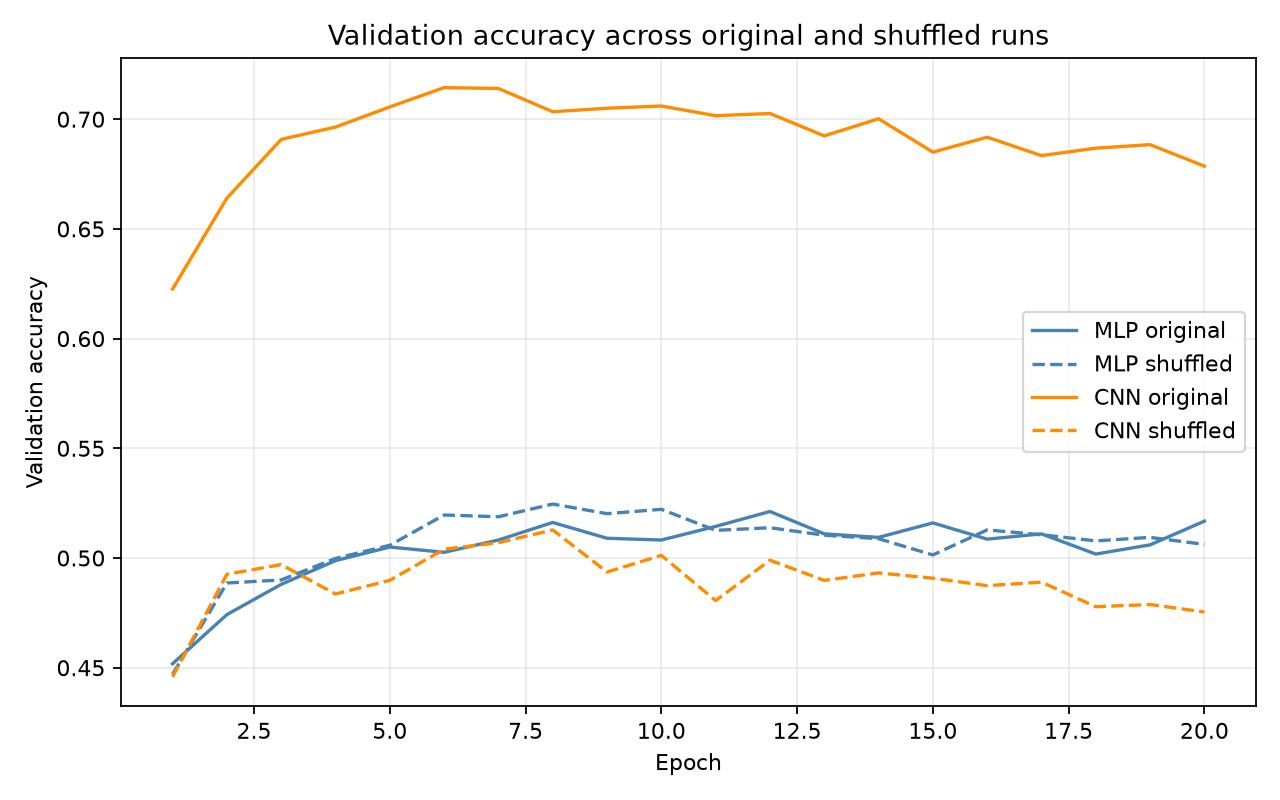 Validation accuracy across original and shuffled runs
Validation accuracy
0.70
0.65
0.60
0.55
0.50
0.45
MLP original
MLP shuffled
CNN original
CNN shuffled
2.5 5.0 7.5 10.0 12.5 15.0 17.5 20.0
Epoch